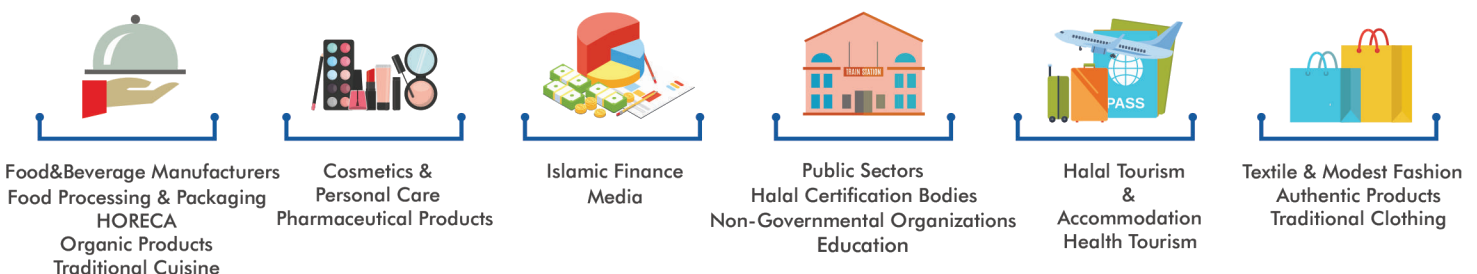 TRAIN STATION
PASS
Food&Beverage Manufacturers
Food Processing & Packaging
HORECA
Organic Products
Traditional Cuisine
Cosmetics &
Personal Care
Pharmaceutical Products
Islamic Finance
Media
Public Sectors
Halal Certification Bodies
Non-Governmental Organizations
Education
Halal Tourism
&
Accommodation
Health Tourism
Textile & Modest Fashion
Authentic Products
Traditional Clothing